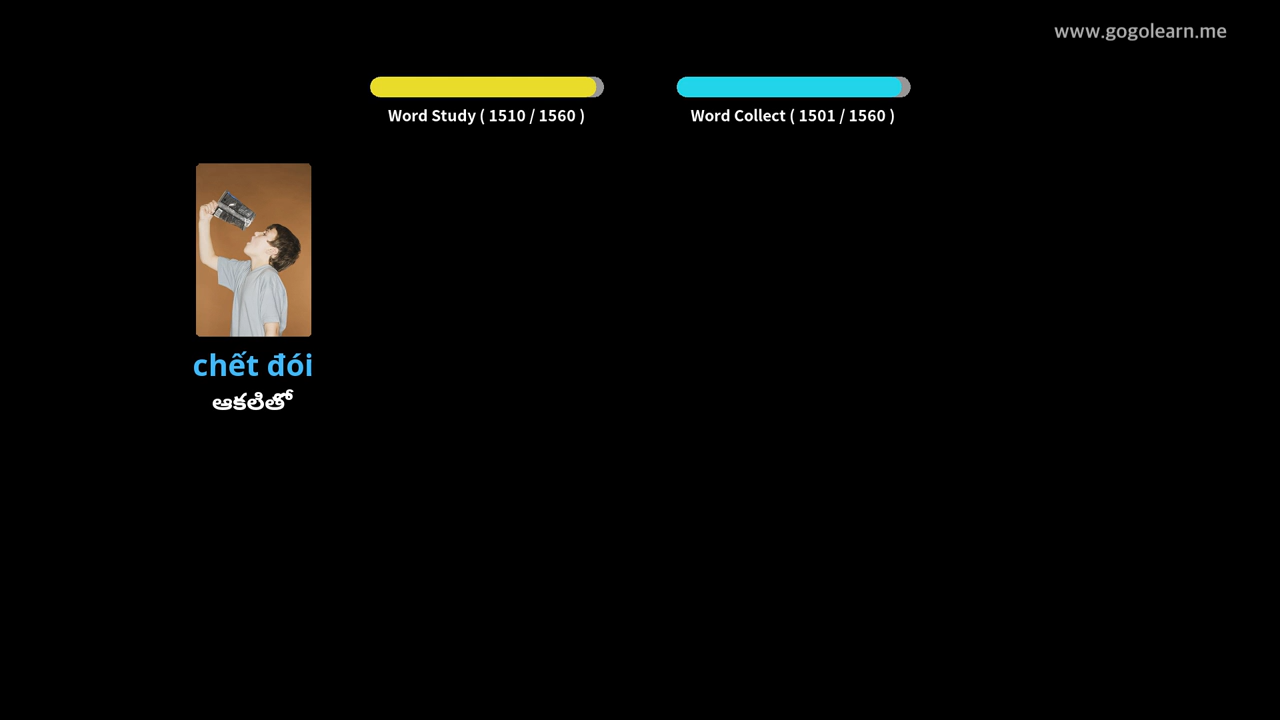 www.gogolearn.me
Word Study ( 1510 / 1560 )
Word Collect ( 1501 / 1560 )
chết đói
ఆకలితో